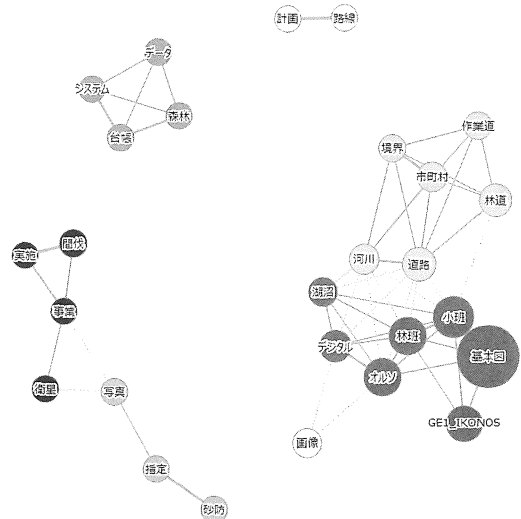 計画
路線
データ
システム
森林
台帳
作業道
境界
市町村
林道
間伐
実施
河川
道路
湖沼
事業
小班
林班
デジタル
基本図
オルソ
衛星
写真
GE1_IKONOS
画像
指定
砂防